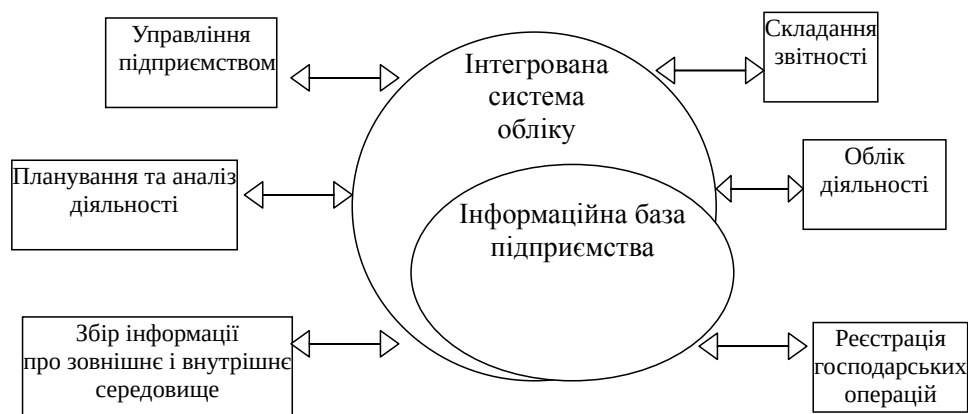 Управління
підприємством
Інтегрована
система
обліку
Складання
звітності
Планування та аналіз
діяльності
Інформаційна база
підприємства
Облік
діяльності
Збір інформації
про зовнішнє і внутрішнє
середовище
Реєстрація
господарських
операцій